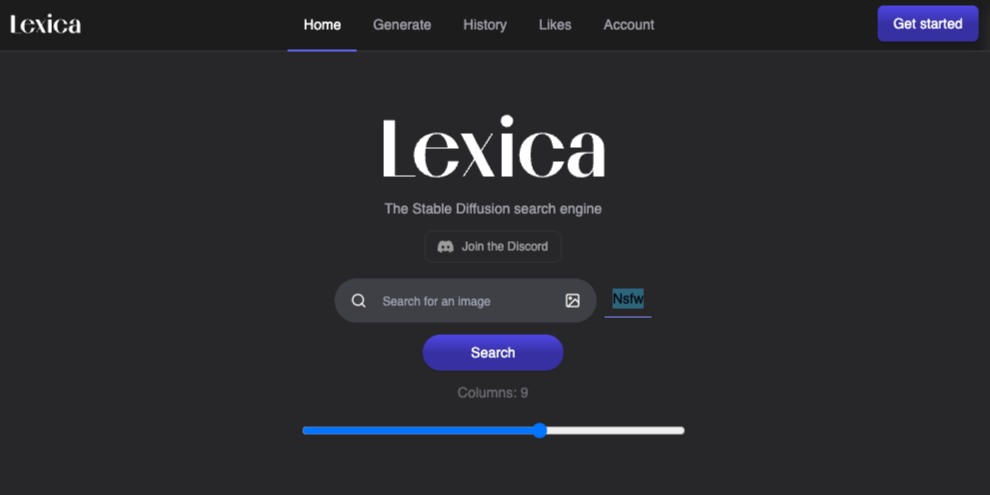 Lexica Home Generate History Likes Account Get started
Lexica
The Stable Diffusion search engine
Join the Discord
Search for an image Nsfw
Search
Columns: 9